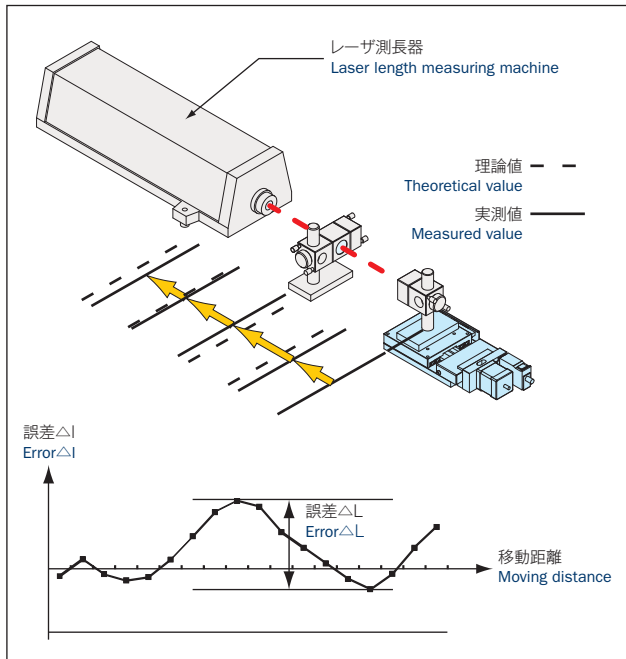 レーザ測長器
Laser length measuring machine
理論値
Theoretical value
実測値
Measured value
誤差△l
Error△l
誤差△L
Error△L
移動距離
Moving distance